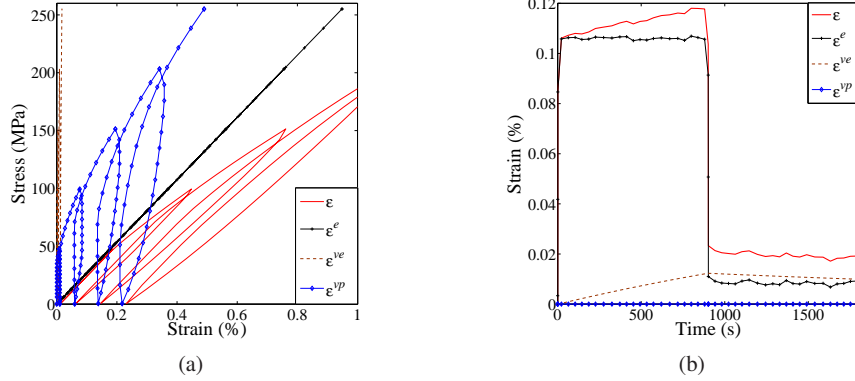 250
200
150
100
50
0
Stress (MPa)
0
0.2
0.4
0.6
0.8
1
Strain (%)
ε
ε^e
ε^ve
ε^vp
(a)
0.12
0.1
0.08
0.06
0.04
0.02
0
Strain (%)
0
500
1000
1500
Time (s)
ε
ε^e
ε^ve
ε^vp
(b)